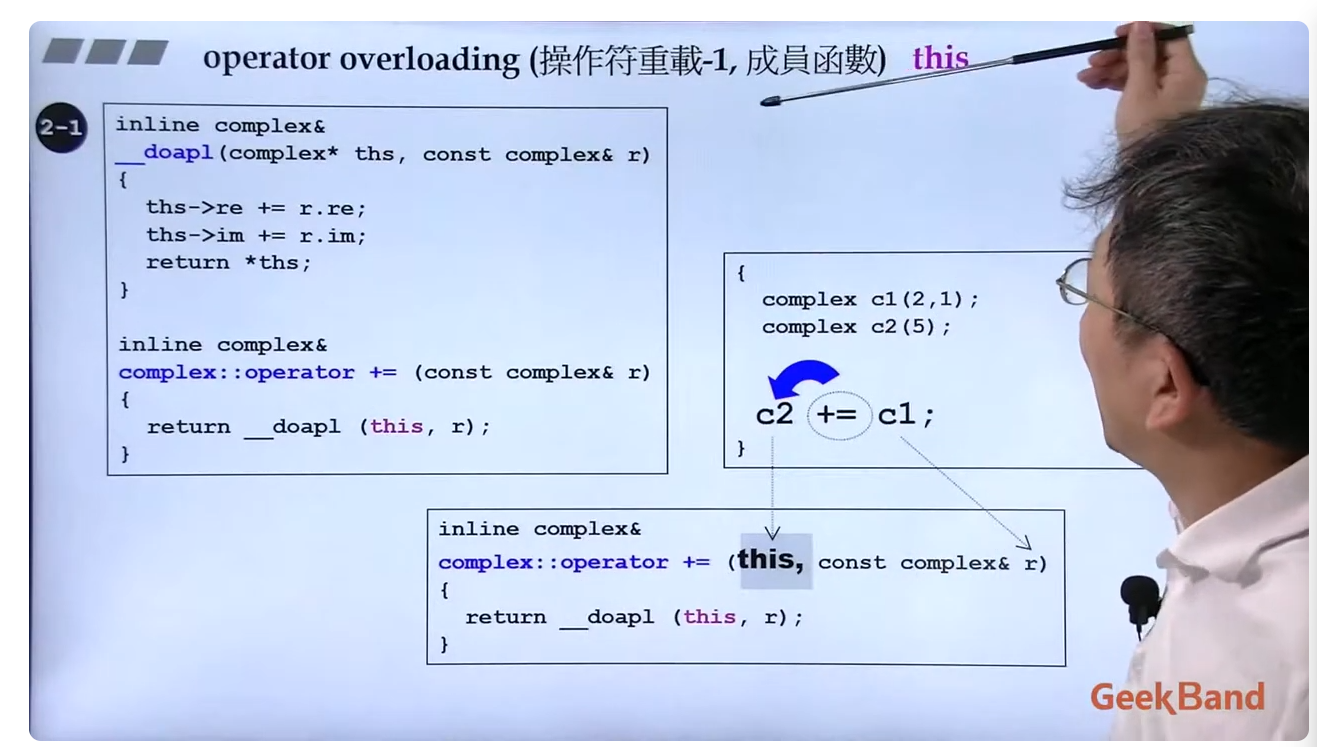 operator overloading (操作符重載-1, 成員函數) this
2-1
inline complex&
__doapl(complex* ths, const complex& r)
{
ths->re += r.re;
ths->im += r.im;
return *ths;
}
inline complex&
complex::operator += (const complex& r)
{
return __doapl (this, r);
}
{
complex c1(2,1);
complex c2(5);
c2 += c1;
}
inline complex&
complex::operator += (this, const complex& r)
{
return __doapl (this, r);
}
GeekBand